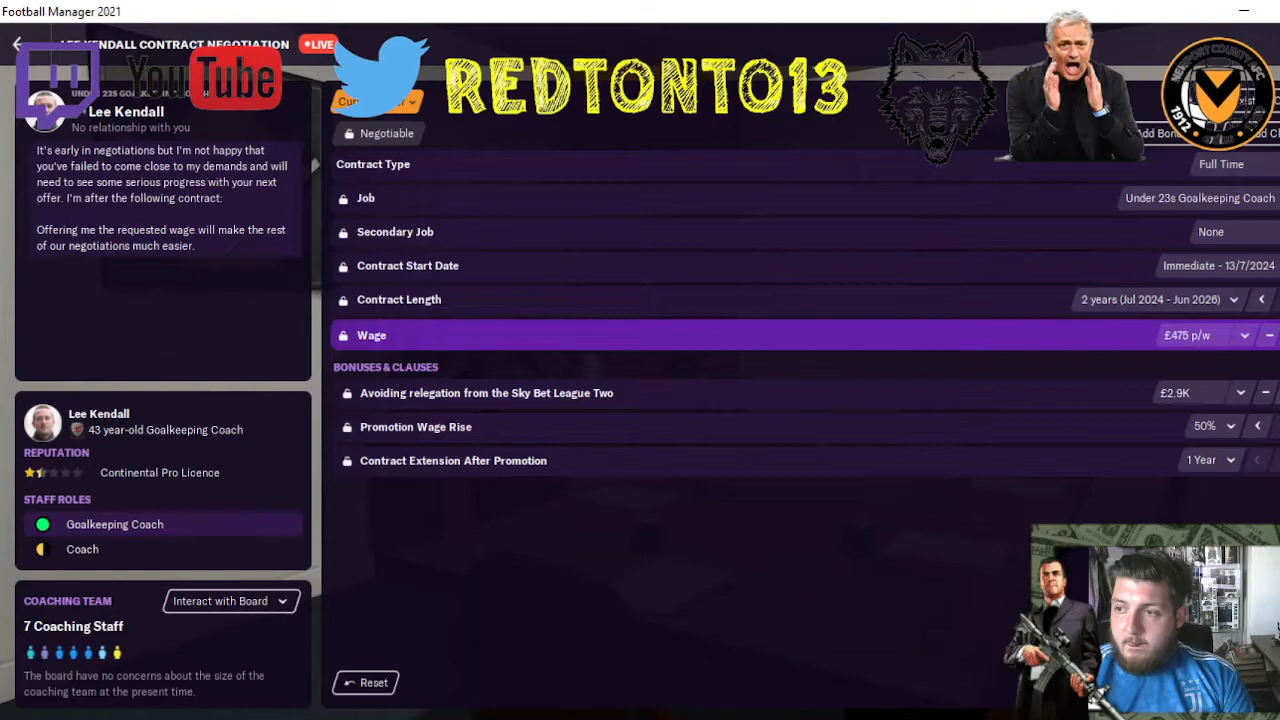 Football Manager 2021
LEE KENDALL CONTRACT NEGOTIATION
LIVE
YouTube
REDTONTO13
NEWPORT COUNTY AFC
1912
Lee Kendall
No relationship with you
It's early in negotiations but I'm not happy that
you've failed to come close to my demands and will
need to see some serious progress with your next
offer. I'm after the following contract:
Offering me the requested wage will make the rest
of our negotiations much easier.
Negotiable
Contract Type
Full Time
Job
Under 23s Goalkeeping Coach
Secondary Job
None
Contract Start Date
Immediate - 13/7/2024
Contract Length
2 years (Jul 2024 - Jun 2026)
Wage
£475 p/w
BONUSES & CLAUSES
Avoiding relegation from the Sky Bet League Two
£2.9K
Promotion Wage Rise
50%
Contract Extension After Promotion
1 Year
Lee Kendall
43 year-old Goalkeeping Coach
REPUTATION
Continental Pro Licence
STAFF ROLES
Goalkeeping Coach
Coach
COACHING TEAM
Interact with Board
7 Coaching Staff
The board have no concerns about the size of the
coaching team at the present time.
Reset